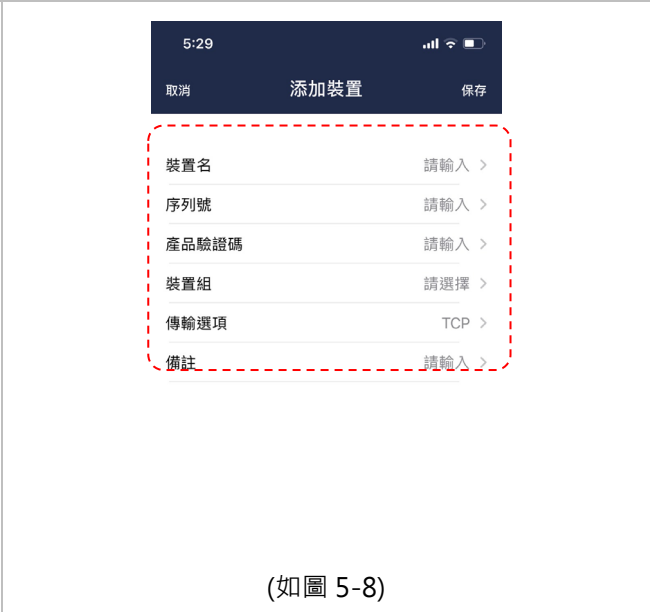 5:29
取消 添加裝置 保存
裝置名 請輸入
序列號 請輸入
產品驗證碼 請輸入
裝置組 請選擇
傳輸選項 TCP
備註 請輸入
(如圖 5-8)